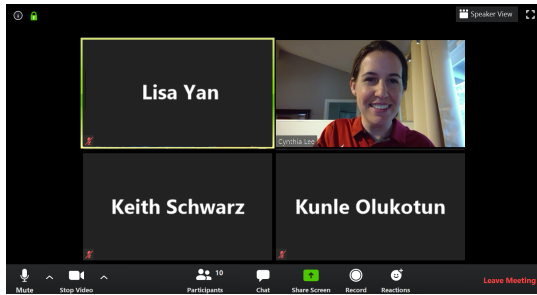 Speaker View
Lisa Yan
Cynthia Lee
Keith Schwarz
Kunle Olukotun
10
Mute
Stop Video
Participants
Chat
Share Screen
Record
Reactions
Leave Meeting